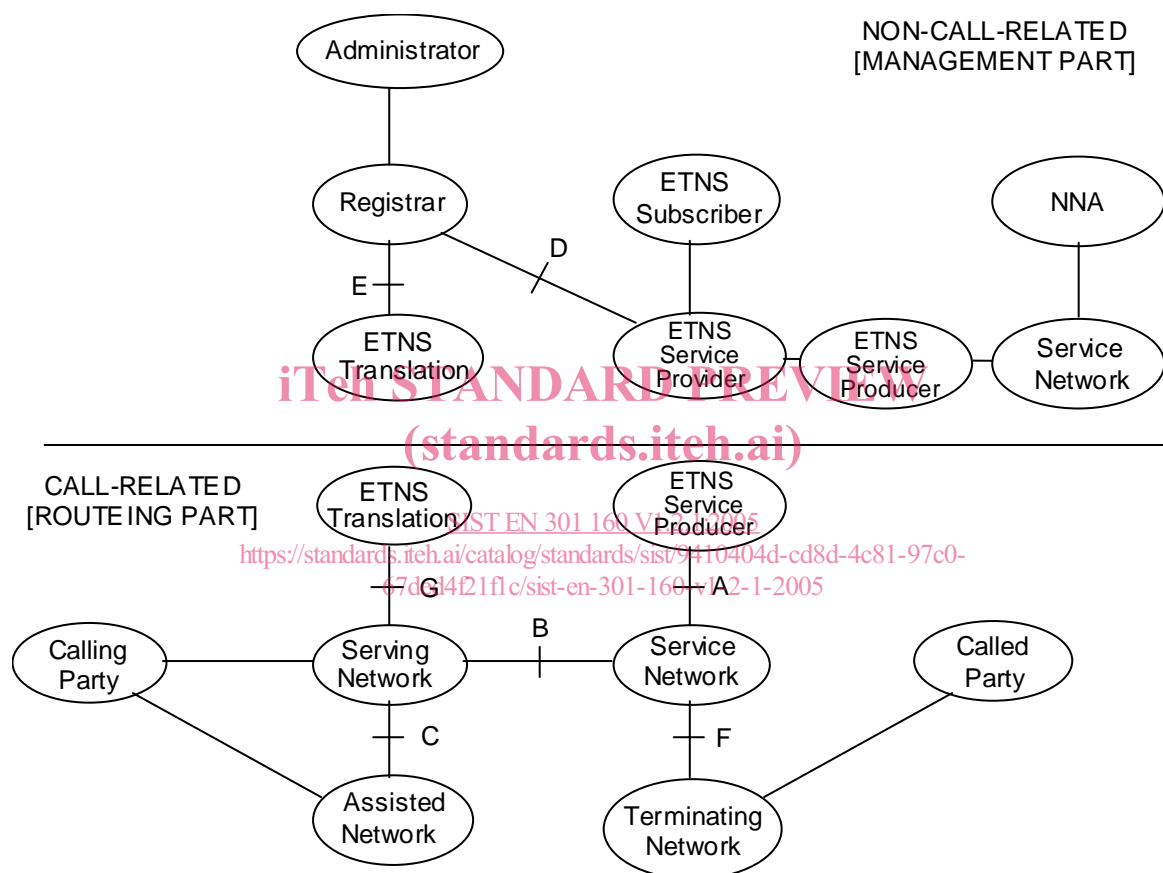 NON-CALL-RELATED
[MANAGEMENT PART]
Administrator
Registrar
ETNS
Subscriber
NNA
D
E
ETNS
Translation
ETNS
Service
Provider
ETNS
Service
Producer
Service
Network
iTeh STANDARD PREVIEW
(standards.iteh.ai)
CALL-RELATED
[ROUTEING PART]
ETNS
Translation
ETNS
Service
Producer
SIST EN 301 160 V1.2.1:2005
https://standards.iteh.ai/catalog/standards/sist/9410404d-cd8d-4c81-97c0-
67ded4f21f1c/sist-en-301-160-v1-2-1-2005
G
A
B
Calling
Party
Serving
Network
Service
Network
Called
Party
C
F
Assisted
Network
Terminating
Network